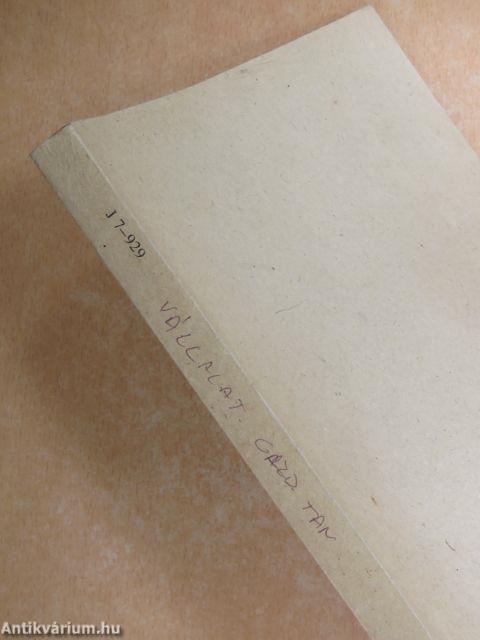 J 7-929
VÁLLALAT. GAZD. TAN
Antikvárium.hu